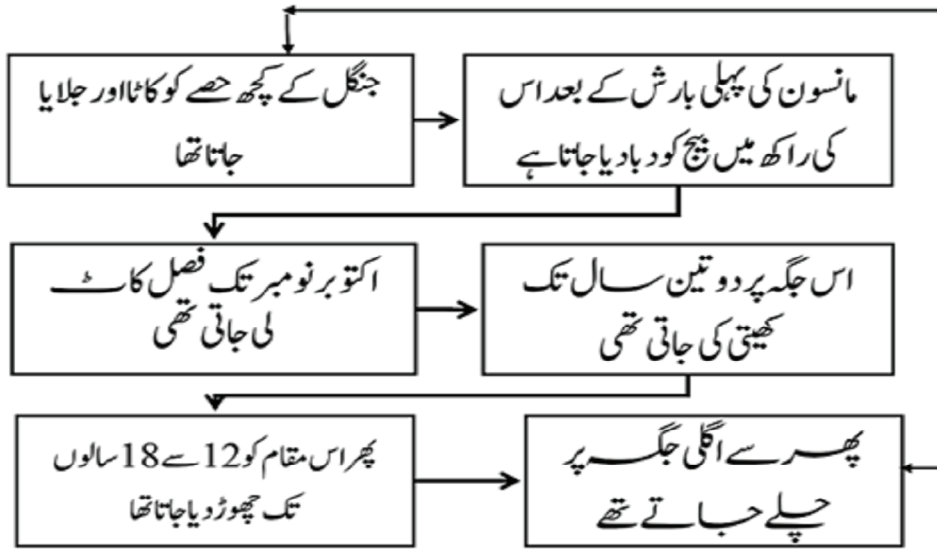 جنگل کے کچھ حصے کو کاٹا اور جلایا
جاتا تھا
مانسون کی پہلی بارش کے بعد اس
کی راکھ میں بیج کو دبا دیا جاتا ہے
اکتوبر نومبر تک فصل کاٹ
لی جاتی تھی
اس جگہ پر دو تین سال تک
کھیتی کی جاتی تھی
پھر اس مقام کو 12 سے 18 سالوں
تک چھوڑ دیا جاتا تھا
پھر سے اگلی جگہ پر
چلے جاتے تھے